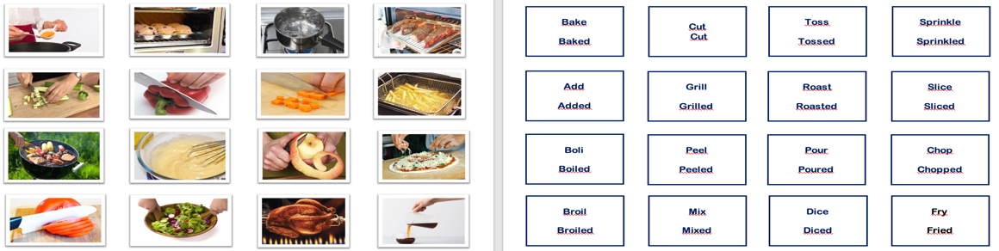 Bake
Baked
Cut
Cut
Toss
Tossed
Sprinkle
Sprinkled
Add
Added
Grill
Grilled
Roast
Roasted
Slice
Sliced
Boli
Boiled
Peel
Peeled
Pour
Poured
Chop
Chopped
Broil
Broiled
Mix
Mixed
Dice
Diced
Fry
Fried